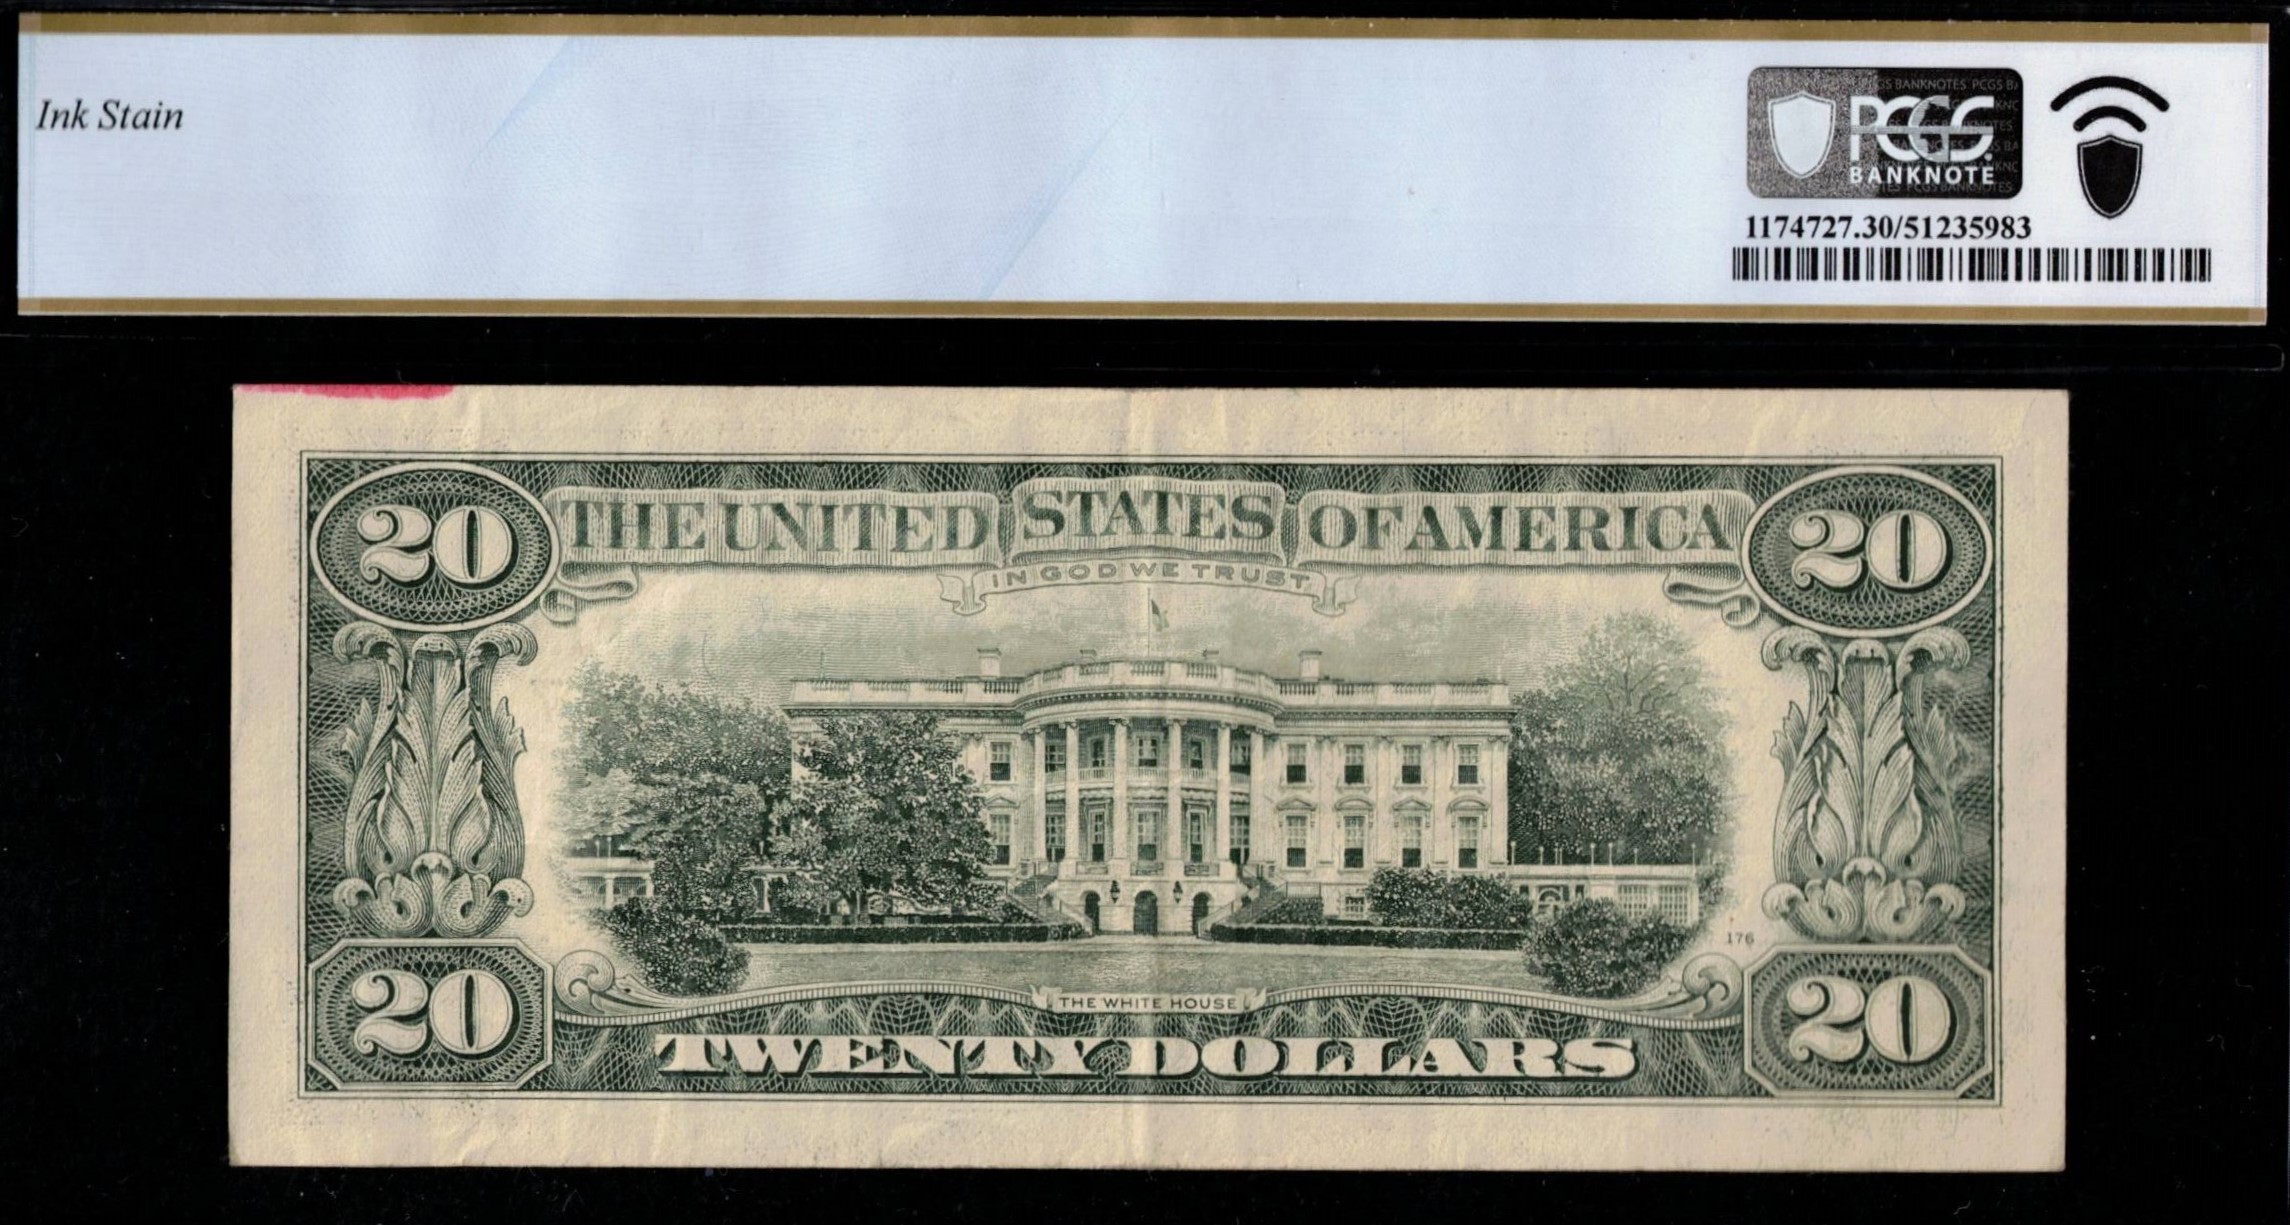 Ink Stain
PCGS
BANKNOTE
1174727.30/51235983
20
THE UNITED STATES OF AMERICA
20
IN GOD WE TRUST
176
THE WHITE HOUSE
20
TWENTY DOLLARS
20